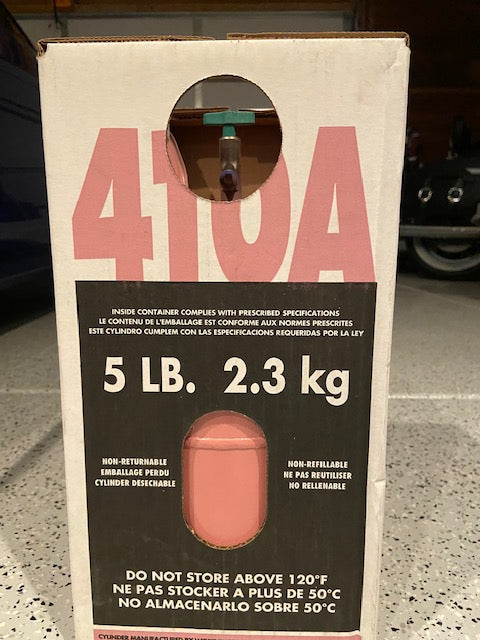 410A
INSIDE CONTAINER COMPLIES WITH PRESCRIBED SPECIFICATIONS
LE CONTENU DE L'EMBALLAGE EST CONFORME AUX NORMES PRESCRITES
ESTE CYLINDRO CUMPLEM CON LAS ESPECIFICACIONES REQUERIDAS POR LA LEY
5 LB. 2.3 kg
NON-RETURNABLE
EMBALLAGE PERDU
CYLINDER DESECHABLE
NON-REFILLABLE
NE PAS REUTILISER
NO RELLENABLE
DO NOT STORE ABOVE 120°F
NE PAS STOCKER A PLUS DE 50°C
NO ALMACENARLO SOBRE 50°C
CYLINDER MANUFACTURED BY